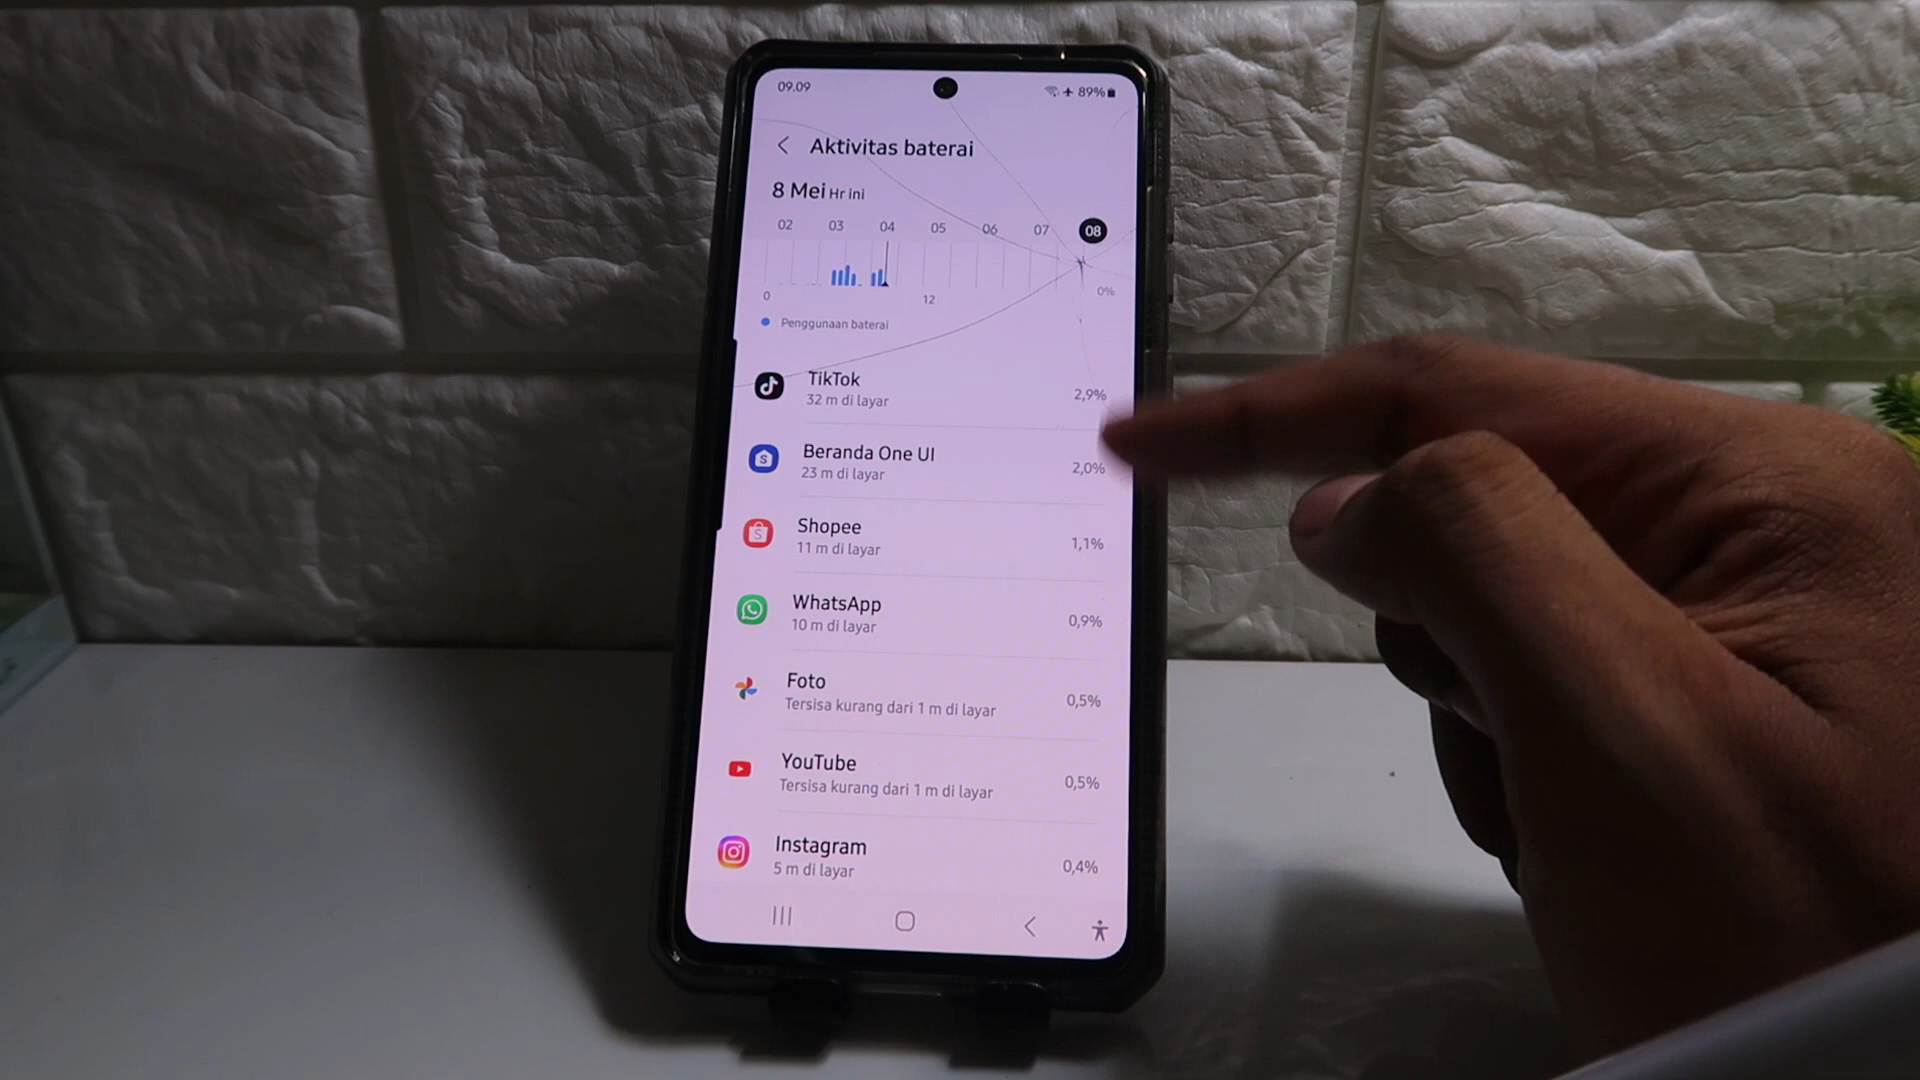 09.09
89%
Aktivitas baterai
8 Mei Hr ini
02 03 04 05 06 07 08
0%
0 12
Penggunaan baterai
TikTok
32 m di layar
2,9%
Beranda One UI
23 m di layar
2,0%
Shopee
11 m di layar
1,1%
WhatsApp
10 m di layar
0,9%
Foto
Tersisa kurang dari 1 m di layar
0,5%
YouTube
Tersisa kurang dari 1 m di layar
0,5%
Instagram
5 m di layar
0,4%